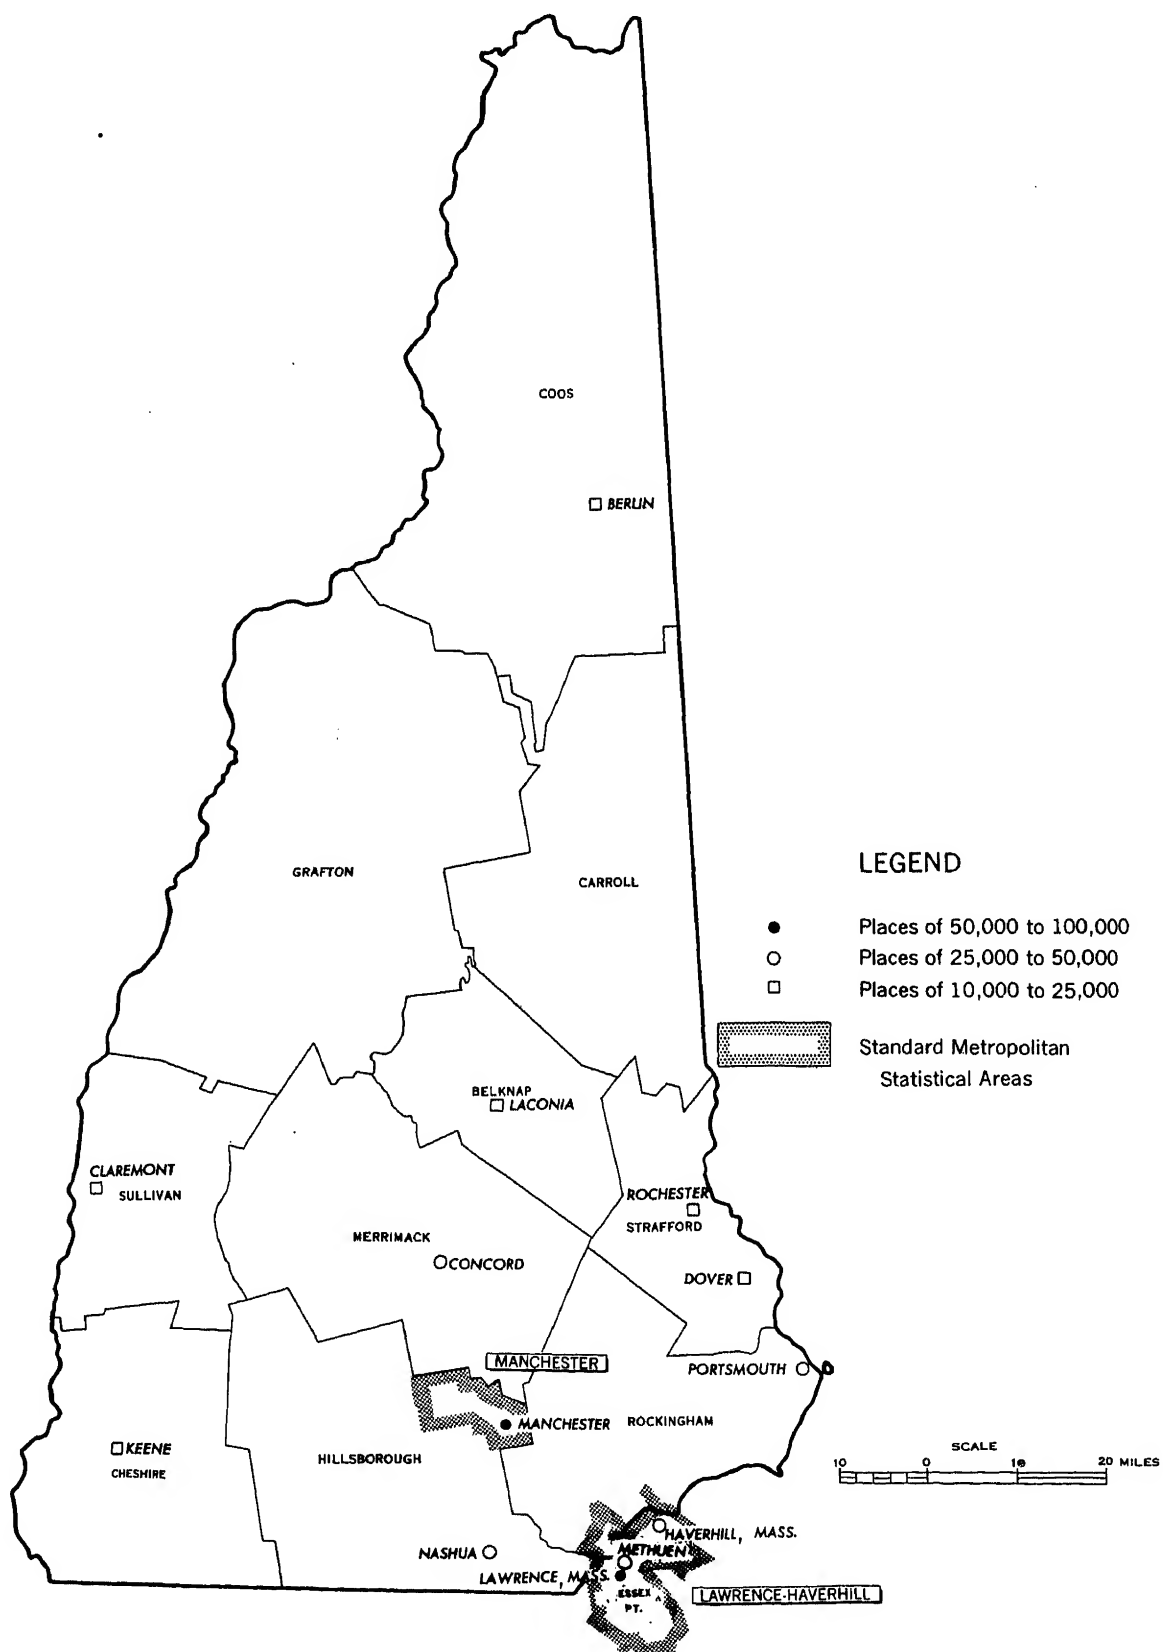 COOS
BERLIN
GRAFTON
CARROLL
LEGEND
Places of 50,000 to 100,000
Places of 25,000 to 50,000
Places of 10,000 to 25,000
Standard Metropolitan
Statistical Areas
BELKNAP
LACONIA
CLAREMONT
SULLIVAN
ROCHESTER
STRAFFORD
MERRIMACK
CONCORD
DOVER
MANCHESTER
PORTSMOUTH
MANCHESTER
ROCKINGHAM
KEENE
CHESHIRE
HILLSBOROUGH
SCALE
10 0 10 20 MILES
HAVERHILL, MASS.
METHUEN
NASHUA
LAWRENCE, MASS.
ESSEX
PT.
LAWRENCE-HAVERHILL